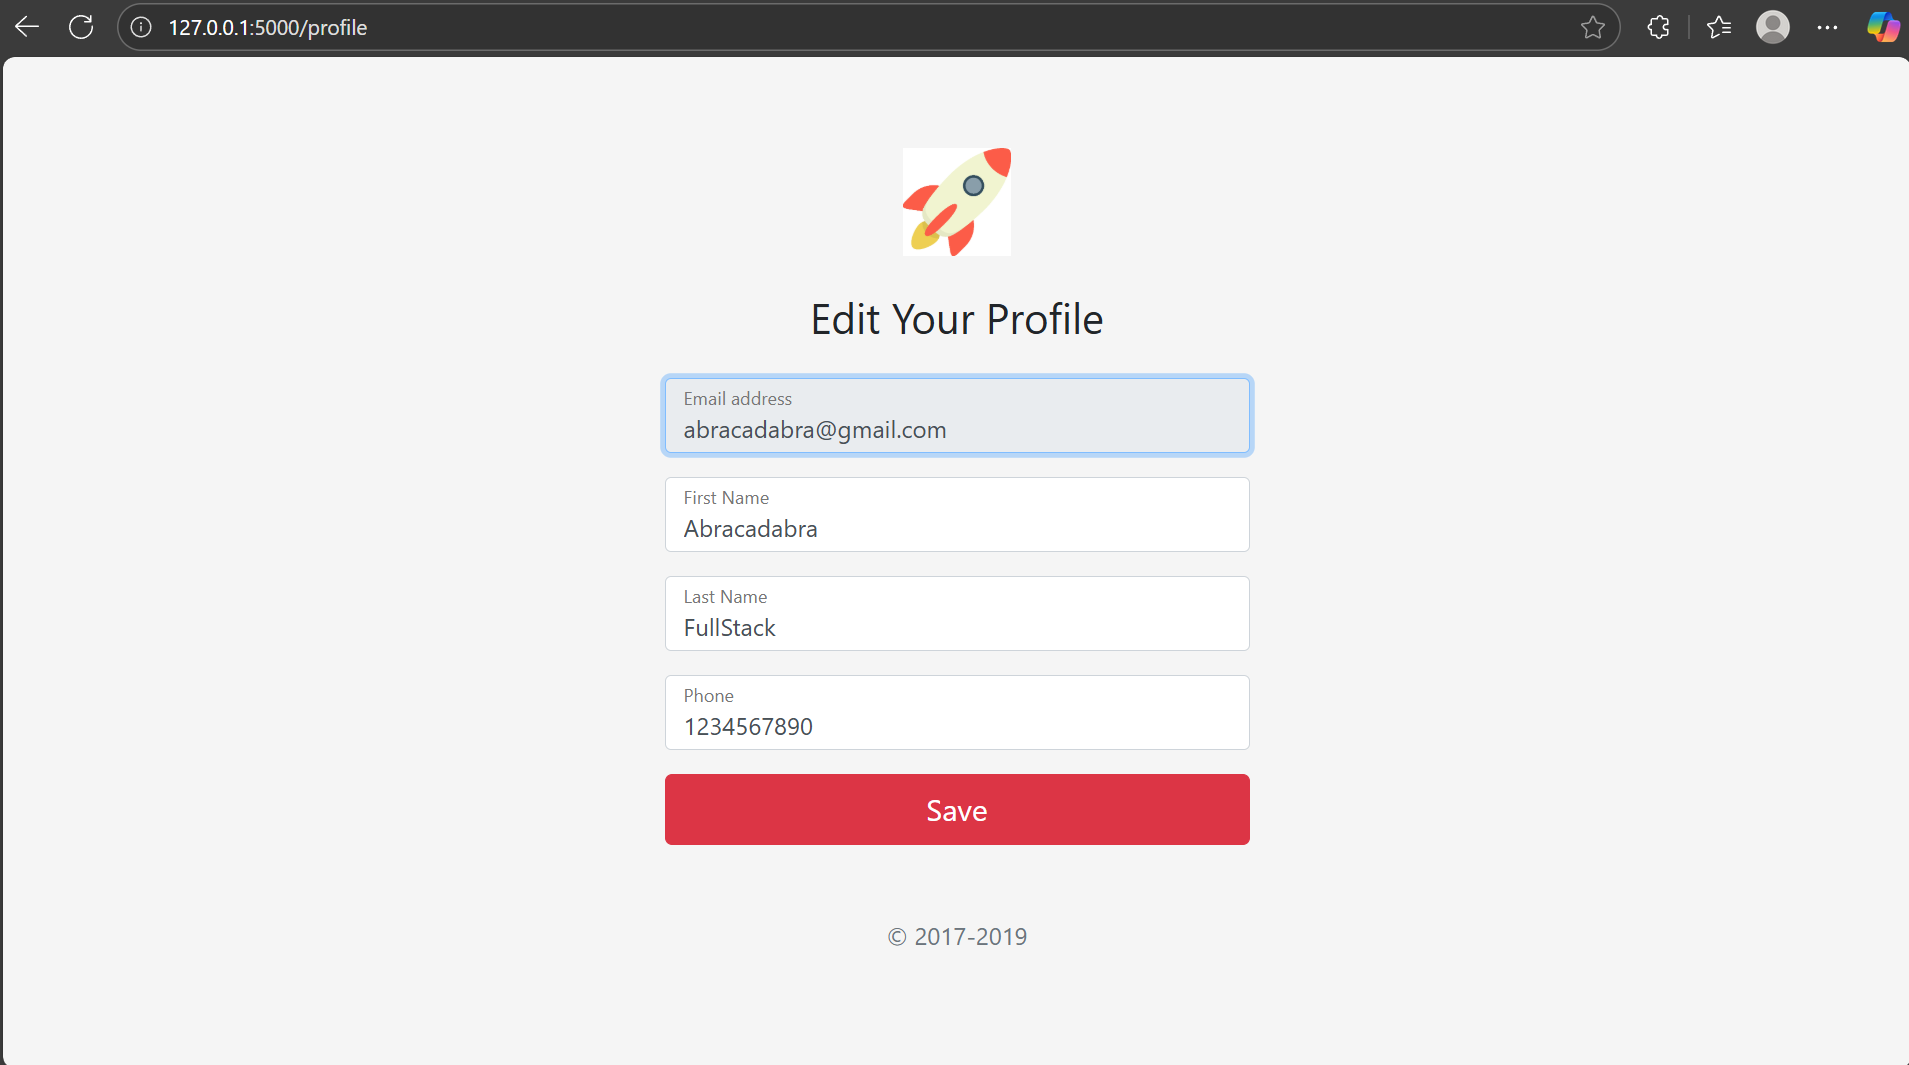 127.0.0.1:5000/profile
Edit Your Profile
Email address
abracadabra@gmail.com
First Name
Abracadabra
Last Name
FullStack
Phone
1234567890
Save
© 2017-2019